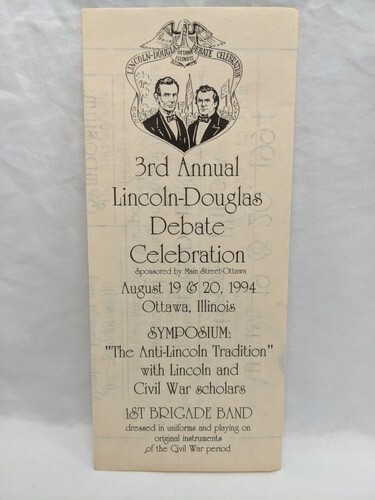 LINCOLN-DOUGLAS DEBATE CELEBRATION
OTTAWA
ILLINOIS
3rd Annual
Lincoln-Douglas
Debate
Celebration
Sponsored by Main Street-Ottawa
August 19 & 20, 1994
Ottawa, Illinois
SYMPOSIUM:
"The Anti-Lincoln Tradition"
with Lincoln and
Civil War scholars
1ST BRIGADE BAND
dressed in uniforms and playing on
original instruments
of the Civil War period